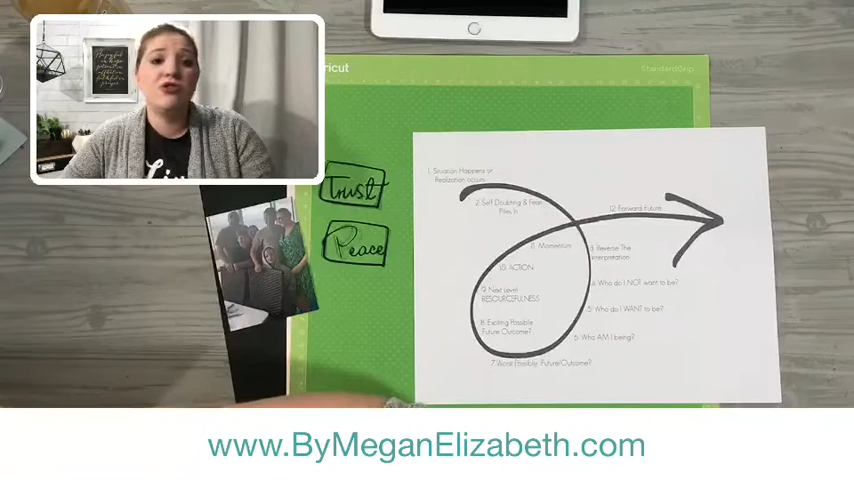 ricut
StandardGrip
Trust
Peace
1. Situation Happens or
Realization occurs
2. Self Doubting & Fear
Piles In
12. Forward Future
11. Momentum
3. Reverse The
Interpretation
10. ACTION
4. Who do I NOT want to be?
9. Next Level
RESOURCEFULNESS
5. Who do I WANT to be?
8. Exciting Possible
Future Outcome?
6. Who AM I being?
7. Worst Possible Future/Outcome?
www.ByMeganElizabeth.com